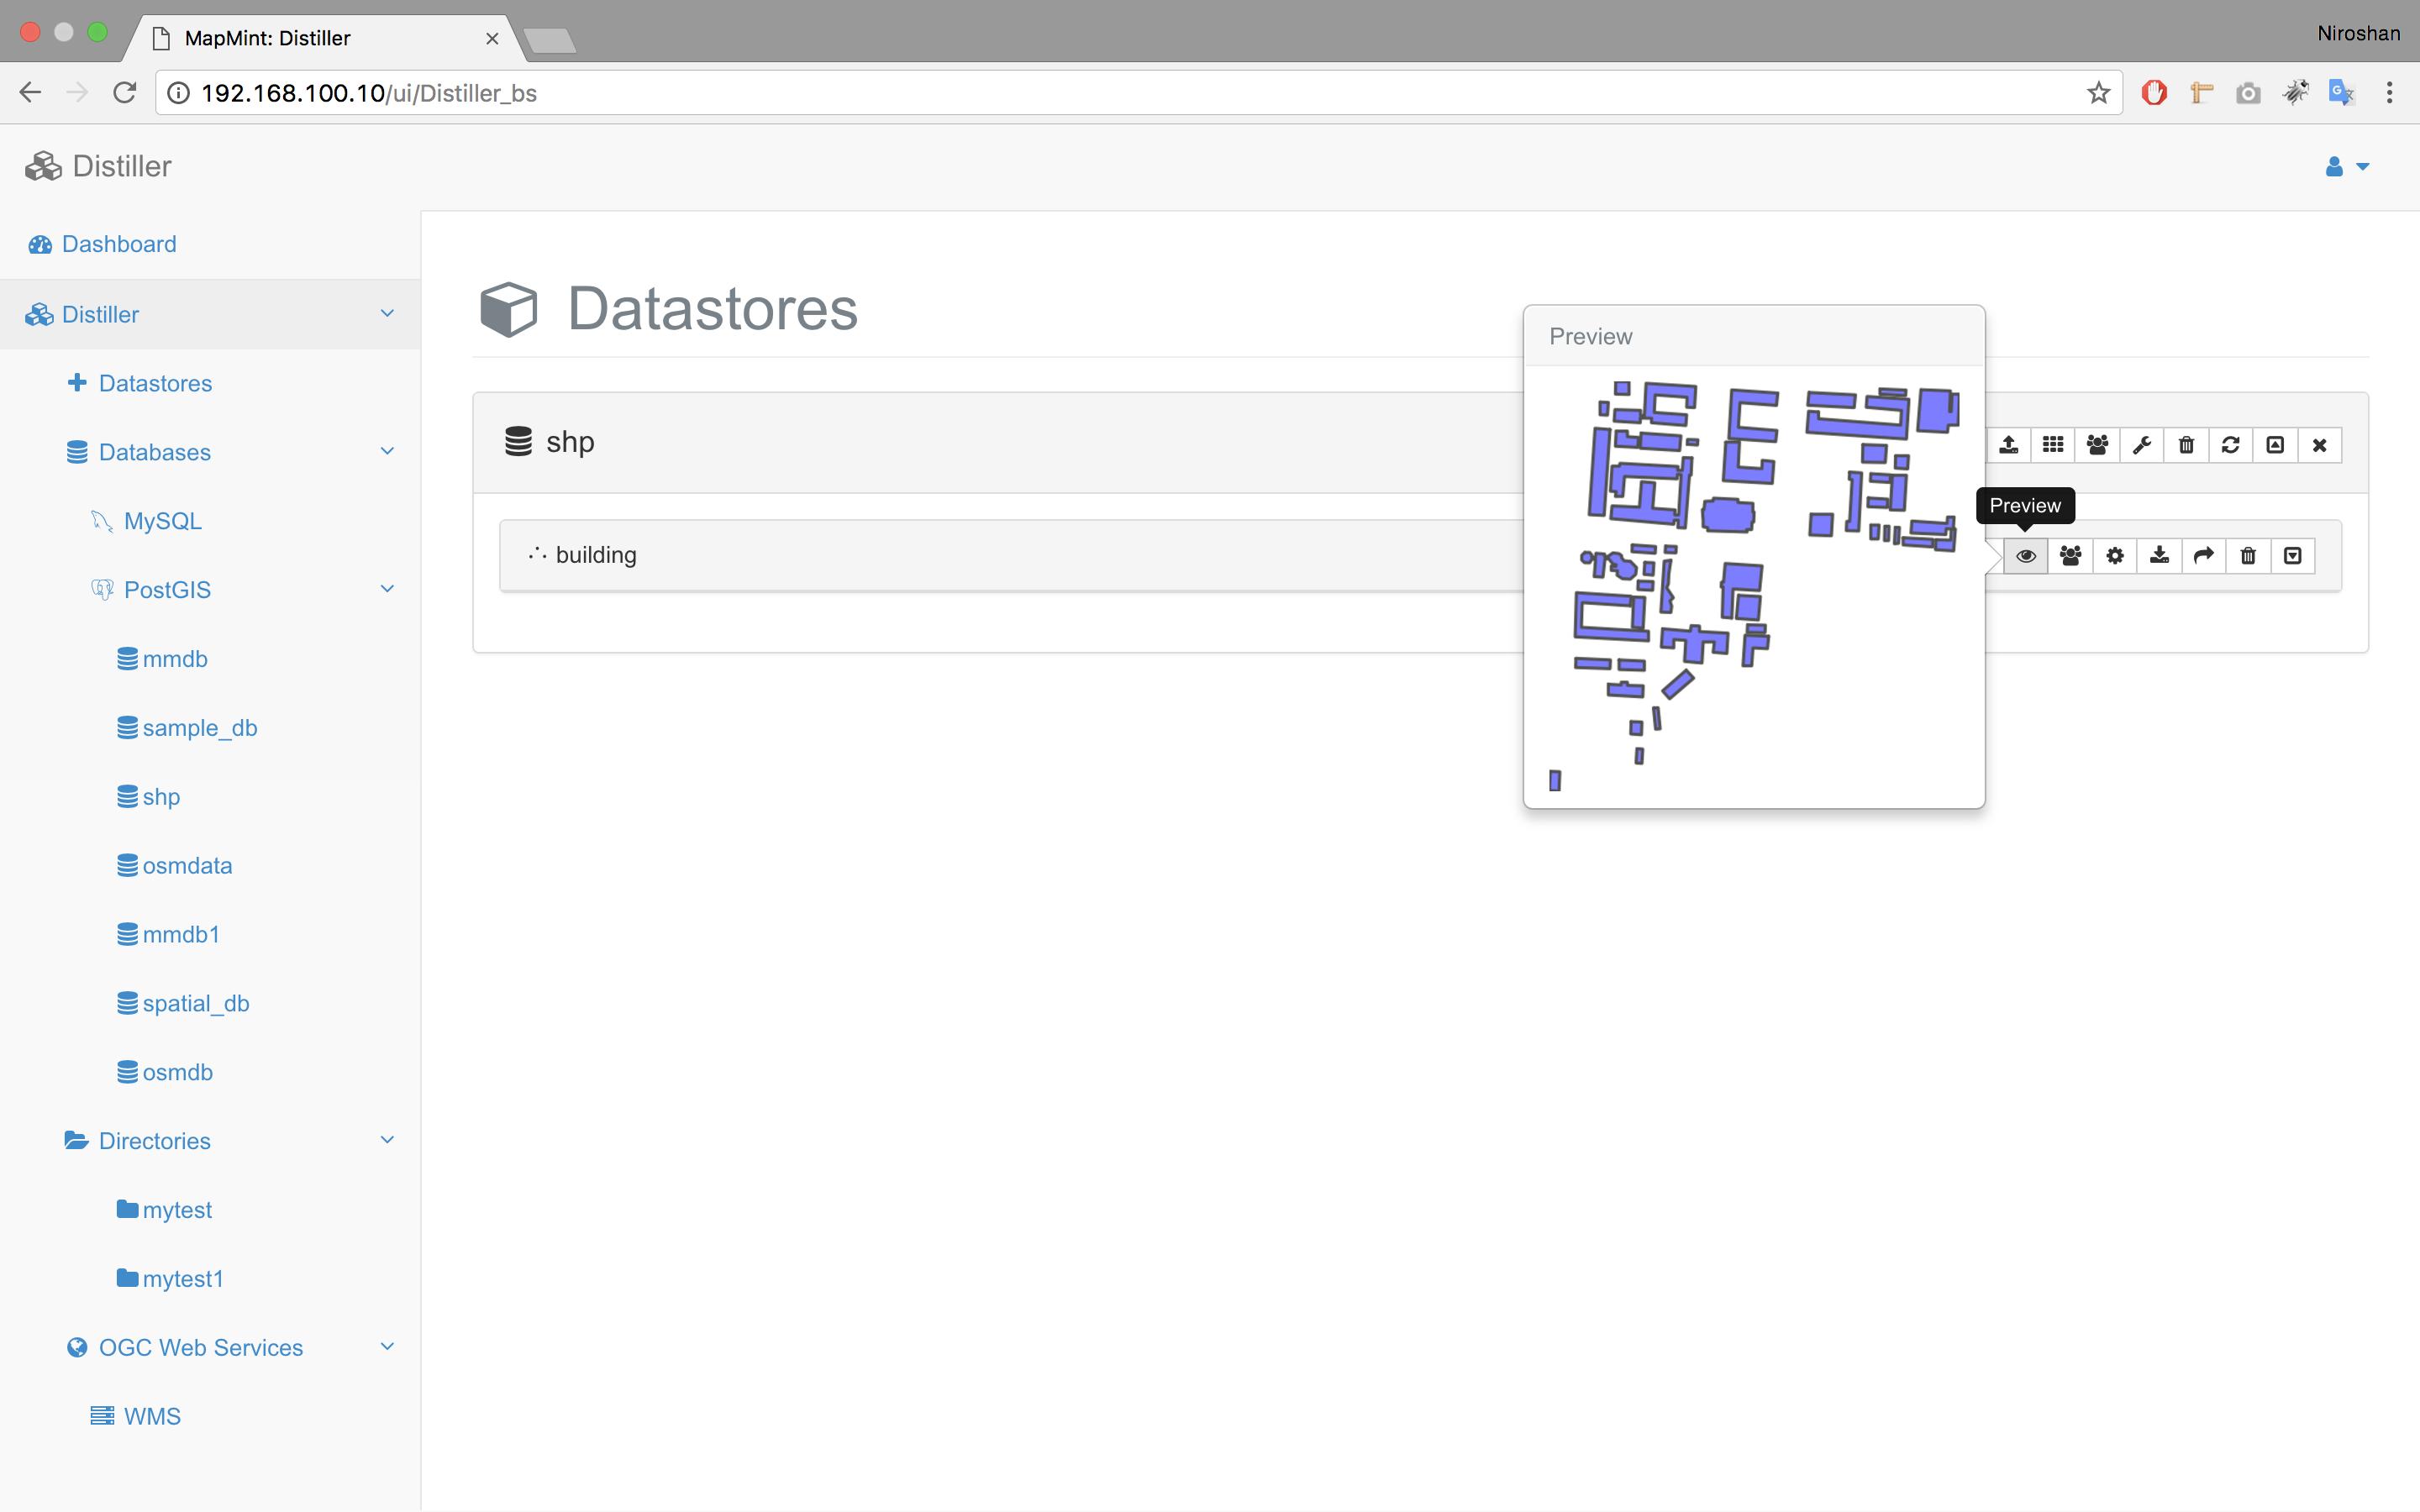 MapMint: Distiller
Niroshan
192.168.100.10/ui/Distiller_bs
Distiller
Dashboard
Distiller
Datastores
Databases
MySQL
PostGIS
mmdb
sample_db
shp
osmdata
mmdb1
spatial_db
osmdb
Directories
mytest
mytest1
OGC Web Services
WMS
Datastores
shp
building
Preview
Preview